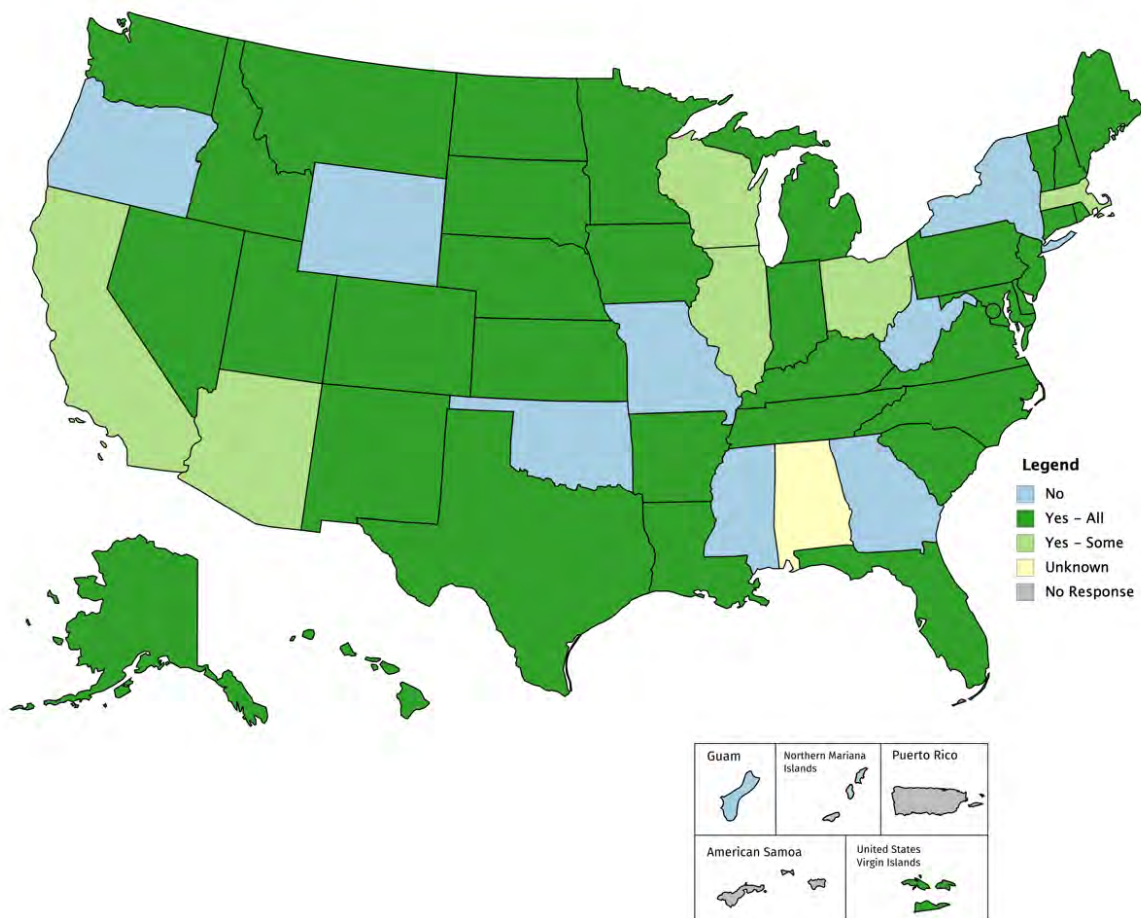 Legend
No
Yes – All
Yes – Some
Unknown
No Response
Guam
Northern Mariana
Islands
Puerto Rico
American Samoa
United States
Virgin Islands